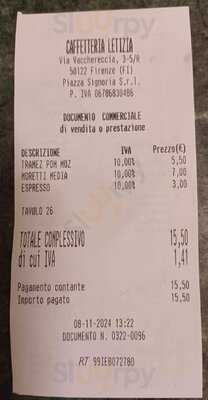 CAFFETTERIA LETIZIA
Via Vacchereccia, 3-5/R
50122 Firenze (FI)
Piazza Signoria S.r.l.
P. IVA 06786830486
DOCUMENTO COMMERCIALE
di vendita o prestazione
DESCRIZIONE IVA Prezzo(€)
TRAMEZ POM MOZ 10,00% 5,50
MORETTI MEDIA 10,00% 7,00
ESPRESSO 10,00% 3,00
TAVOLO 26
TOTALE COMPLESSIVO 15,50
di cui IVA 1,41
Pagamento contante 15,50
Importo pagato 15,50
08-11-2024 13:22
DOCUMENTO N. 0322-0096
RT 99IEB072780
Sluurpy